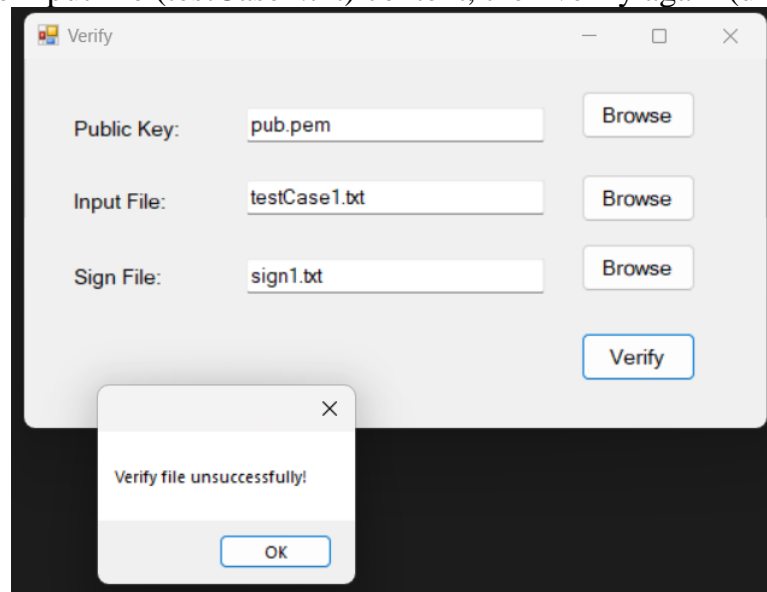 Verify
Public Key: pub.pem Browse
Input File: testCase1.txt Browse
Sign File: sign1.txt Browse
Verify
Verify file unsuccessfully!
OK